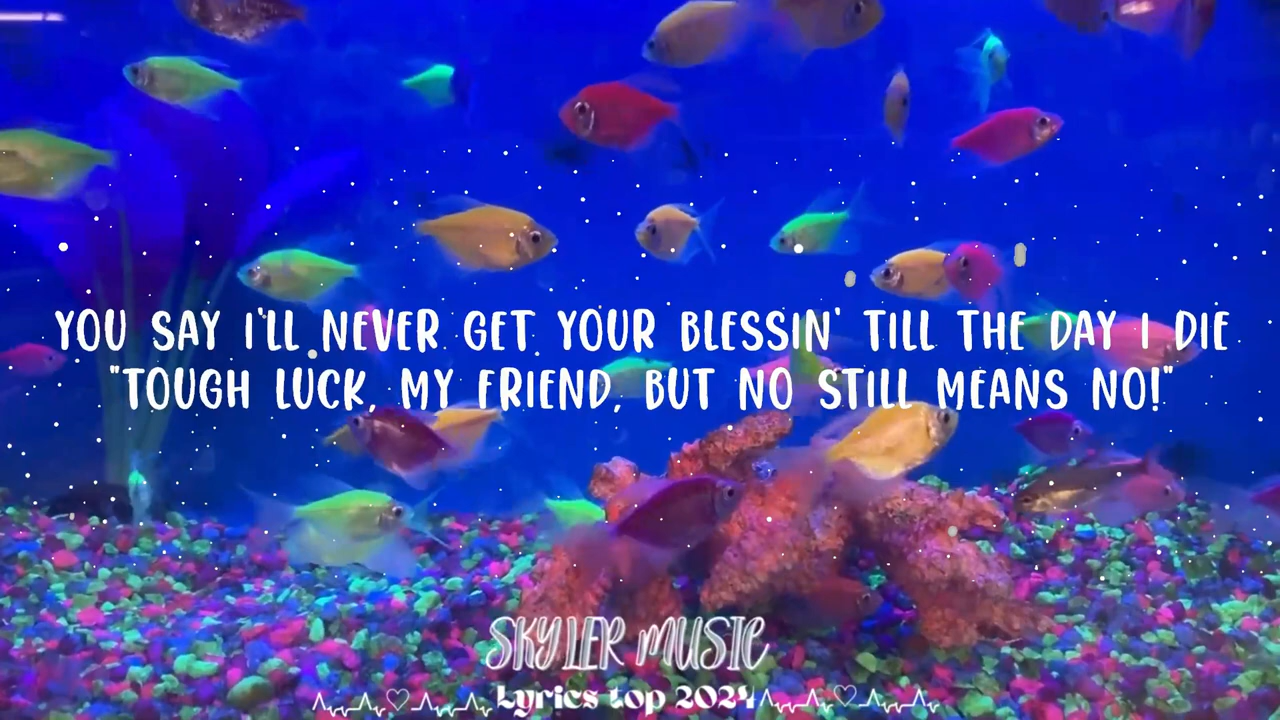 YOU SAY I'LL NEVER GET YOUR BLESSIN' TILL THE DAY I DIE
"TOUGH LUCK, MY FRIEND, BUT NO STILL MEANS NO!"
SKYLER MUSIC
Lyrics top 2024